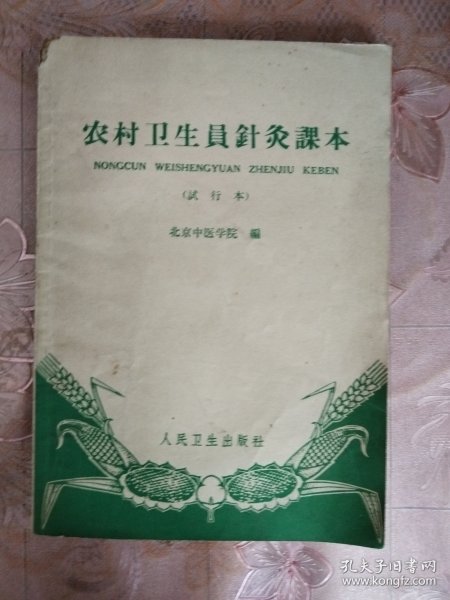 农村卫生員針灸課本
NONGCUN WEISHENGYUAN ZHENJIU KEBEN
(試行本)
北京中医学院 編
人民卫生出版社
孔夫子旧书网
www.kongfz.com